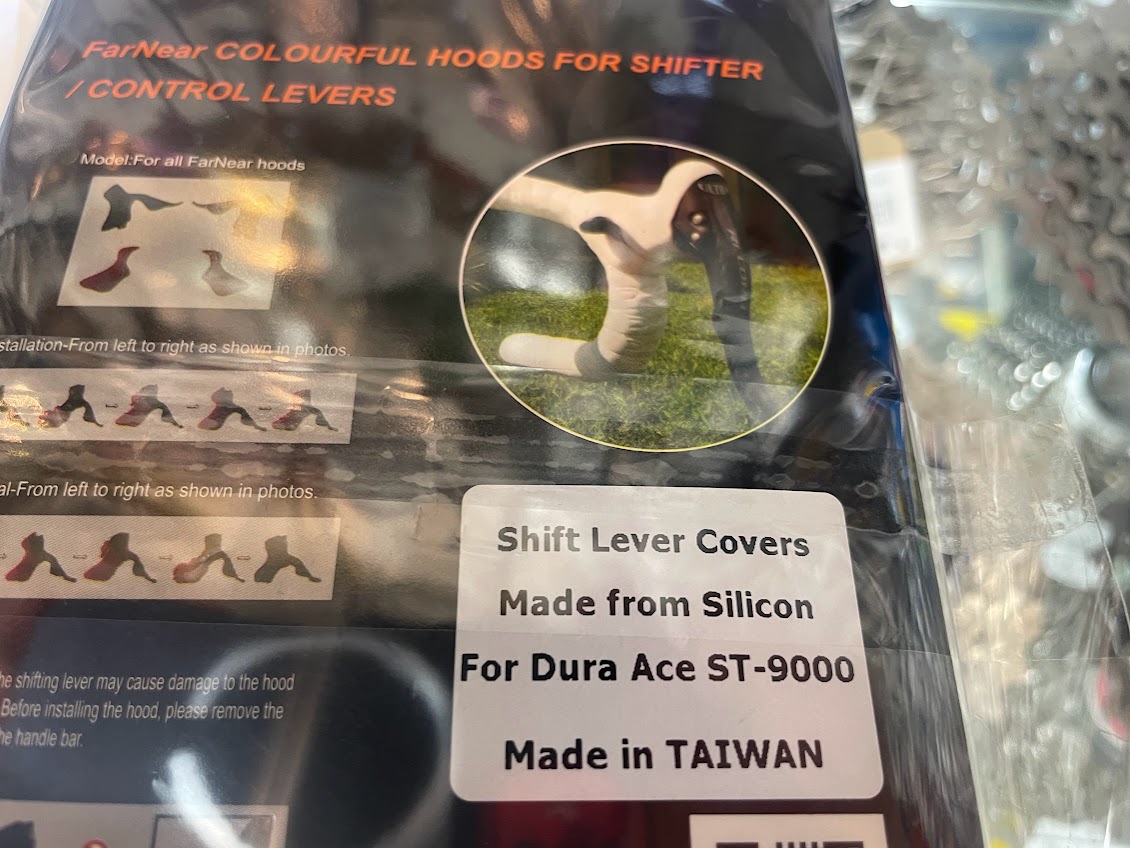 FarNear COLOURFUL HOODS FOR SHIFTER
/ CONTROL LEVERS
Model:For all FarNear hoods
stallation-From left to right as shown in photos.
al-From left to right as shown in photos.
he shifting lever may cause damage to the hood
Before installing the hood, please remove the
he handle bar.
Shift Lever Covers
Made from Silicon
For Dura Ace ST-9000
Made in TAIWAN